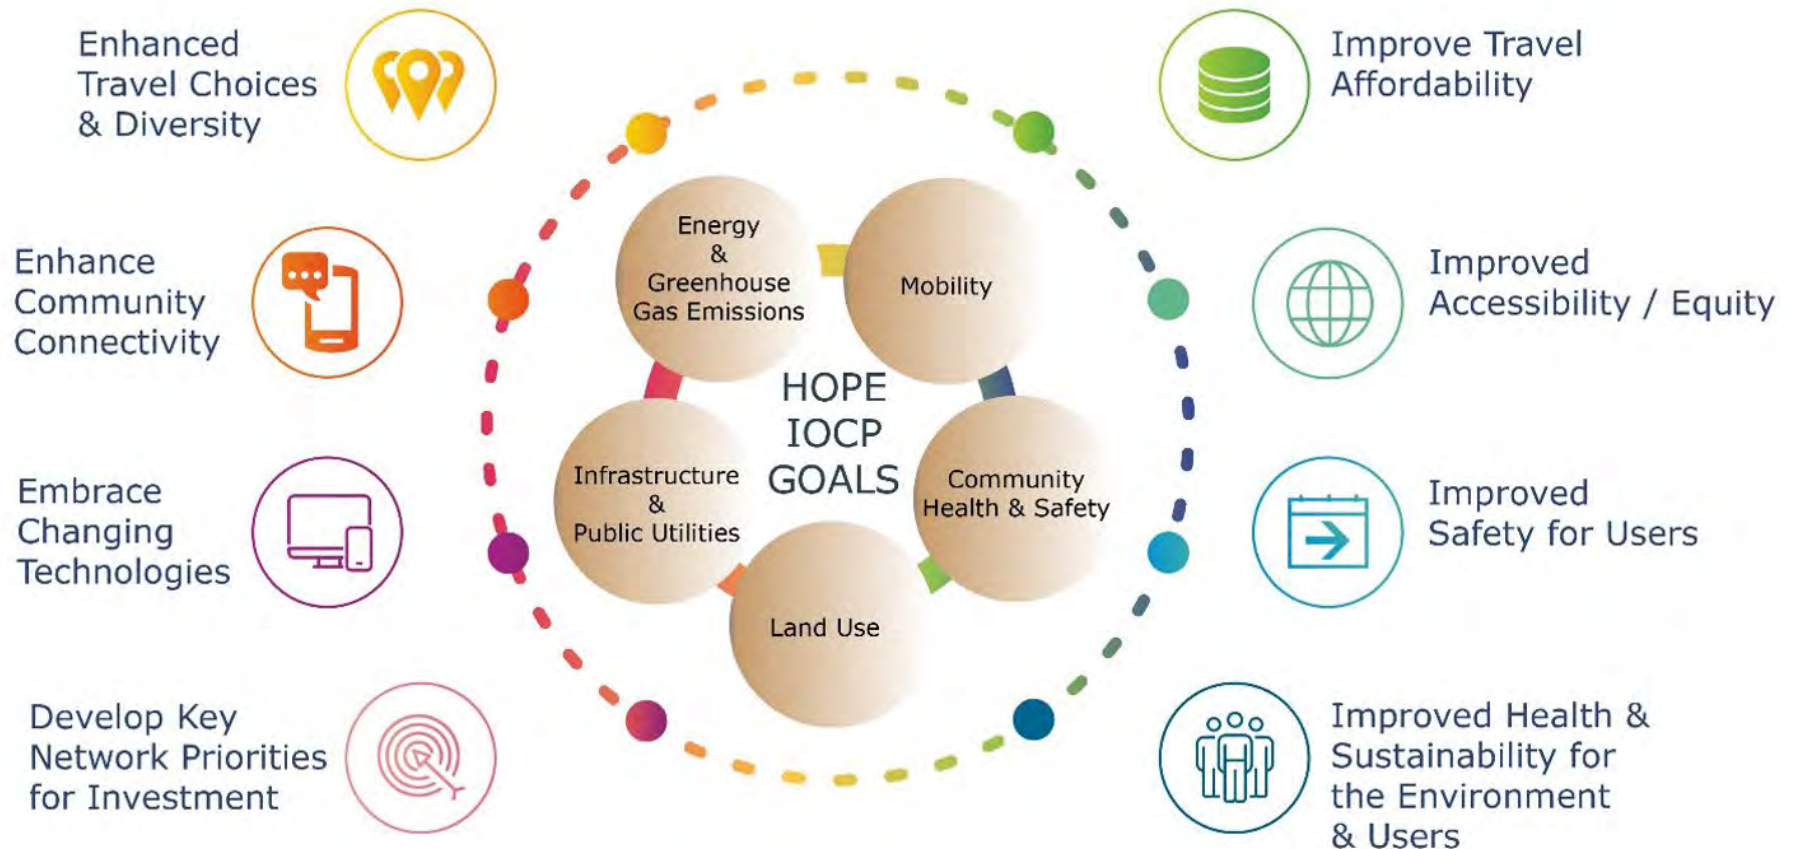 Enhanced
Travel Choices
& Diversity
Improve Travel
Affordability
Enhance
Community
Connectivity
Improved
Accessibility / Equity
Embrace
Changing
Technologies
Improved
Safety for Users
Develop Key
Network Priorities
for Investment
Improved Health &
Sustainability for
the Environment
& Users
Energy
&
Greenhouse
Gas Emissions
Mobility
HOPE
IOCP
GOALS
Infrastructure
&
Public Utilities
Community
Health & Safety
Land Use